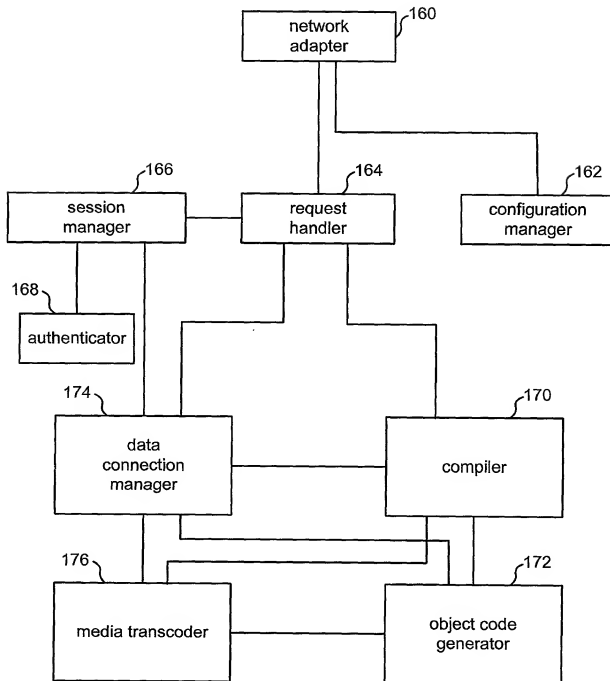 network
adapter
160
166
164
162
session
manager
request
handler
configuration
manager
168
authenticator
174
170
data
connection
manager
compiler
176
172
media transcoder
object code
generator